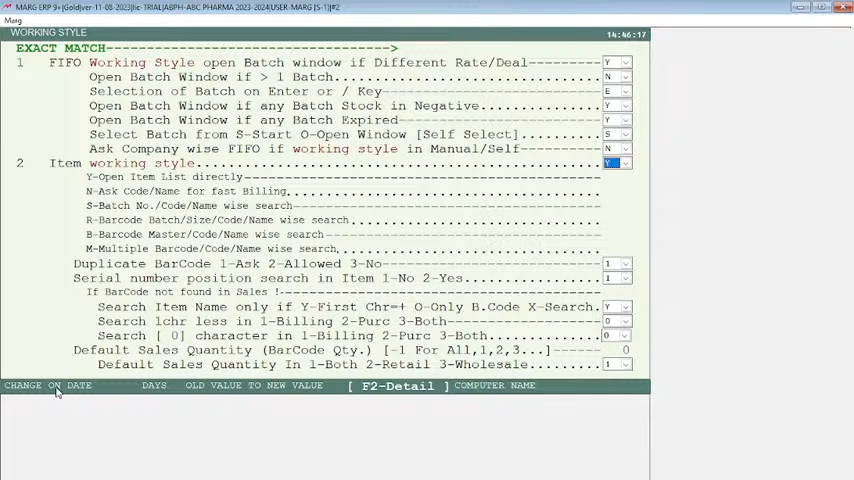 MARG ERP 9+|Gold|ver-11-08-2023|lic-TRIAL|ABPH-ABC PHARMA 2023-2024|USER-MARG [S-1]|#2
Marg
WORKING STYLE 14:46:17
EXACT MATCH-------------------------------->
1 FIFO Working Style open Batch window if Different Rate/Deal--------- Y
Open Batch Window if > 1 Batch................................. N
Selection of Batch on Enter or / Key--------------------------- E
Open Batch Window if any Batch Stock in Negative............... Y
Open Batch Window if any Batch Expired------------------------- Y
Select Batch from S-Start O-Open Window [Self Select].......... S
Ask Company wise FIFO if working style in Manual/Self---------- N
2 Item working style.................................................. Y
Y-Open Item List directly--------------------------------------
N-Ask Code/Name for fast Billing...............................
S-Batch No./Code/Name wise search------------------------------
R-Barcode Batch/Size/Code/Name wise search.....................
B-Barcode Master/Code/Name wise search-------------------------
M-Multiple Barcode/Code/Name wise search.......................
Duplicate BarCode 1-Ask 2-Allowed 3-No--------------------------- 1
Serial number position search in Item 1-No 2-Yes................. 1
If BarCode not found in Sales !--------------------------------
Search Item Name only if Y-First Chr=+ O-Only B.Code X-Search. Y
Search 1chr less in 1-Billing 2-Purc 3-Both------------------- 0
Search [ 0] character in 1-Billing 2-Purc 3-Both.............. 0
Default Sales Quantity (BarCode Qty.) [-1 For All,1,2,3...]------ 0
Default Sales Quantity In 1-Both 2-Retail 3-Wholesale......... 1
CHANGE ON DATE DAYS OLD VALUE TO NEW VALUE [ F2-Detail ] COMPUTER NAME